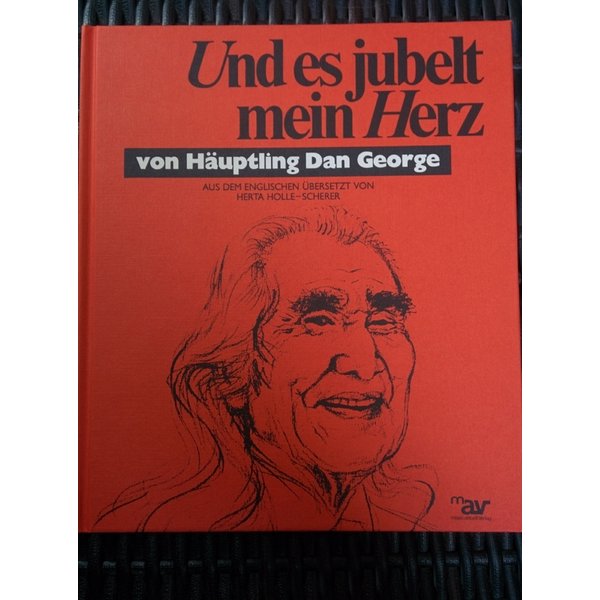 Und es jubelt
mein Herz
von Häuptling Dan George
AUS DEM ENGLISCHEN ÜBERSETZT VON
HERTA HOLLE-SCHERER
mav